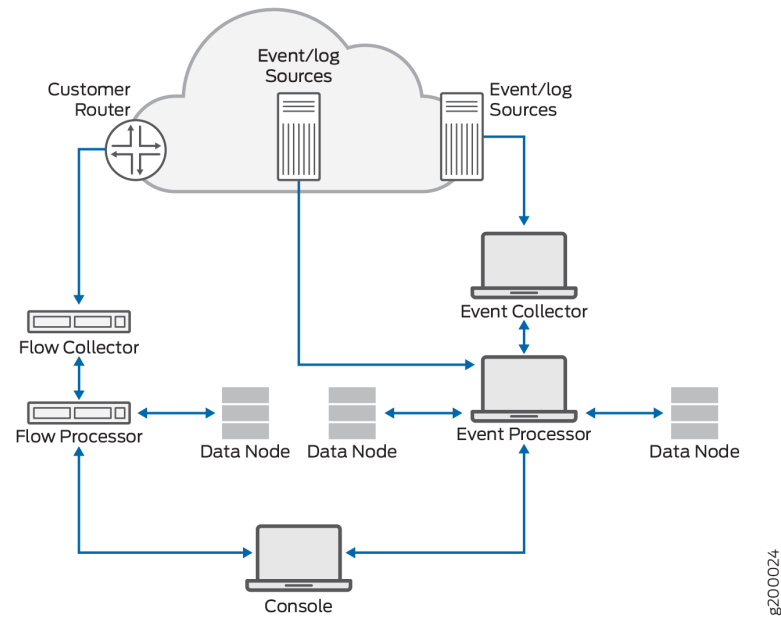 Event/log
Sources
Customer
Router
Event/log
Sources
Event Collector
Flow Collector
Flow Processor
Data Node
Data Node
Event Processor
Data Node
Console
g200024